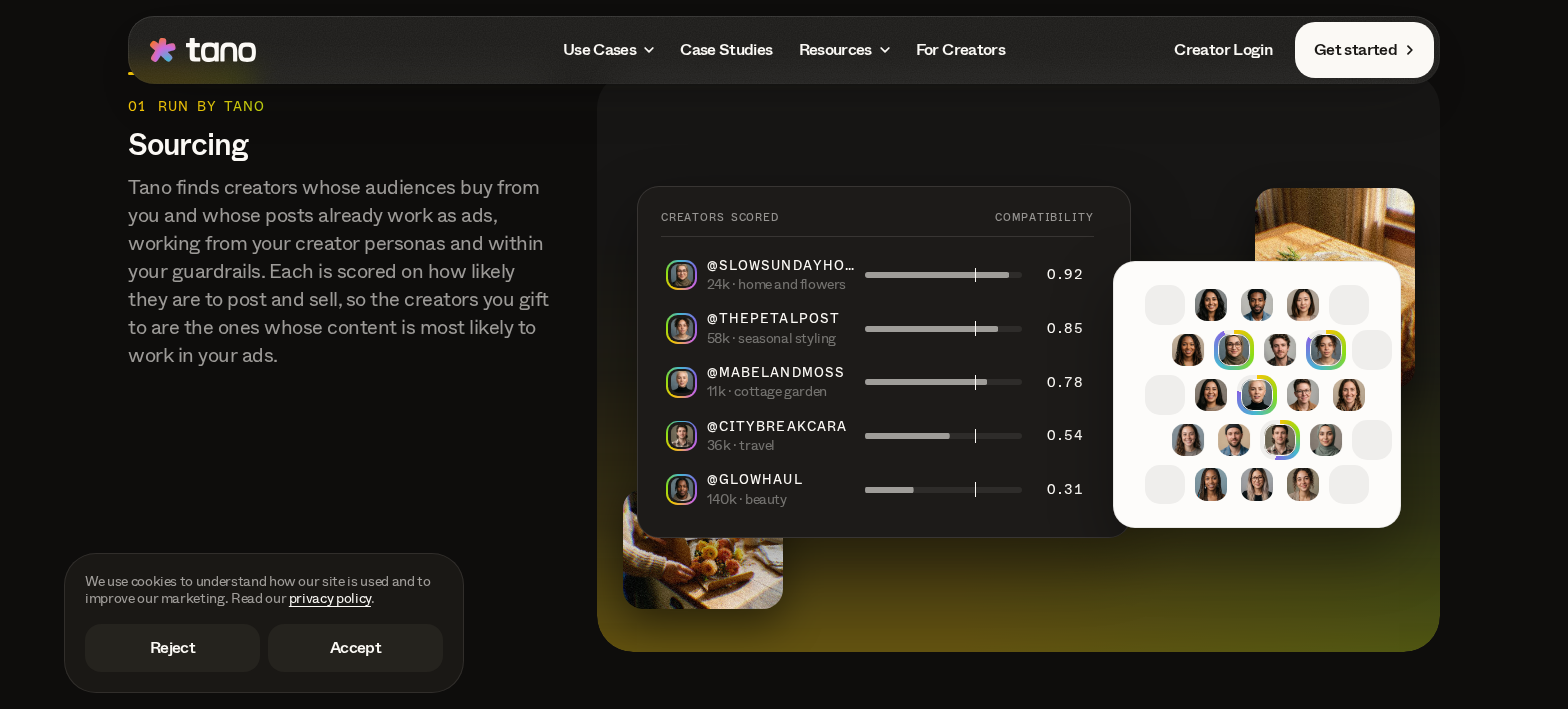 tano
Use Cases
Case Studies
Resources
For Creators
Creator Login
Get started
01 RUN BY TANO
Sourcing
Tano finds creators whose audiences buy from
you and whose posts already work as ads,
working from your creator personas and within
your guardrails. Each is scored on how likely
they are to post and sell, so the creators you gift
to are the ones whose content is most likely to
work in your ads.
CREATORS SCORED
COMPATIBILITY
@SLOWSUNDAYHO…
24k · home and flowers
0.92
@THEPETALPOST
58k · seasonal styling
0.85
@MABELANDMOSS
11k · cottage garden
0.78
@CITYBREAKCARA
36k · travel
0.54
@GLOWHAUL
140k · beauty
0.31
We use cookies to understand how our site is used and to
improve our marketing. Read our privacy policy.
Reject
Accept